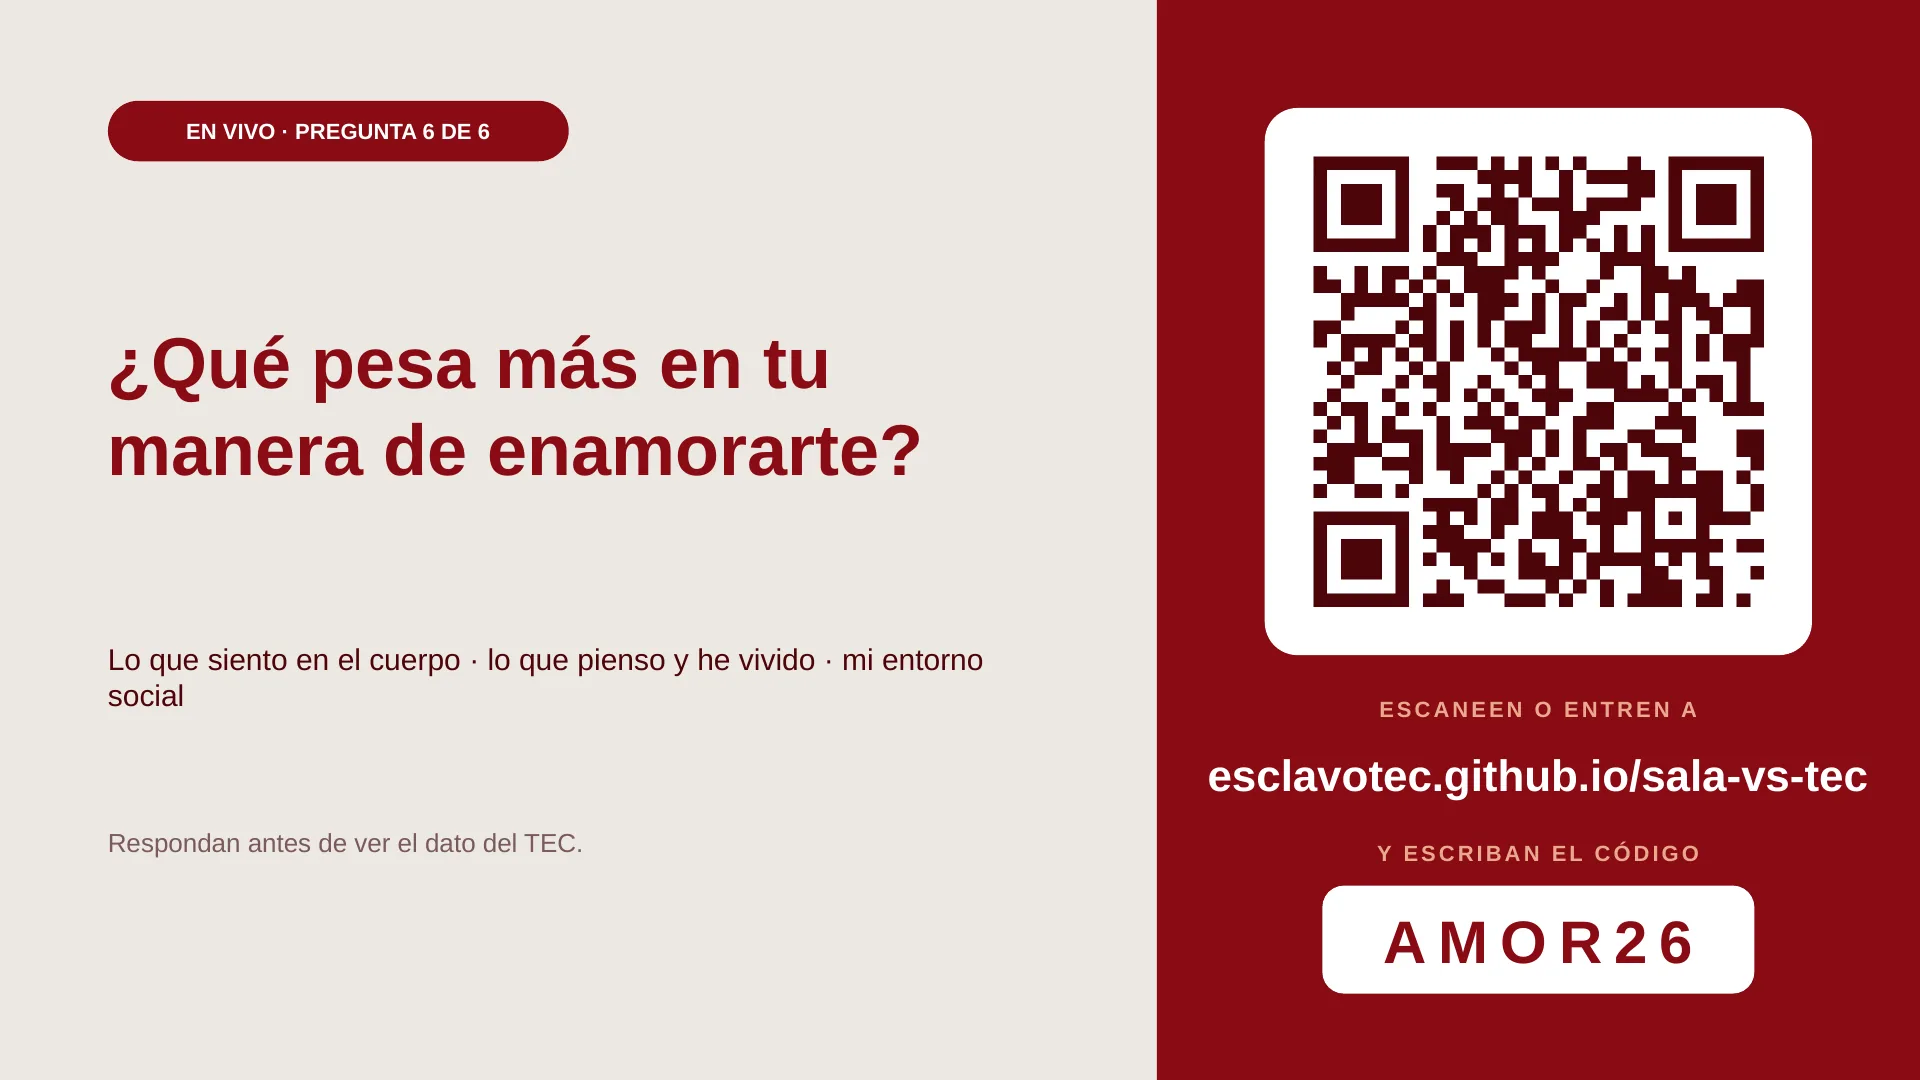 EN VIVO · PREGUNTA 6 DE 6
¿Qué pesa más en tu
manera de enamorarte?
Lo que siento en el cuerpo · lo que pienso y he vivido · mi entorno
social
Respondan antes de ver el dato del TEC.
ESCANEEN O ENTREN A
esclavotec.github.io/sala-vs-tec
Y ESCRIBAN EL CÓDIGO
AMOR26